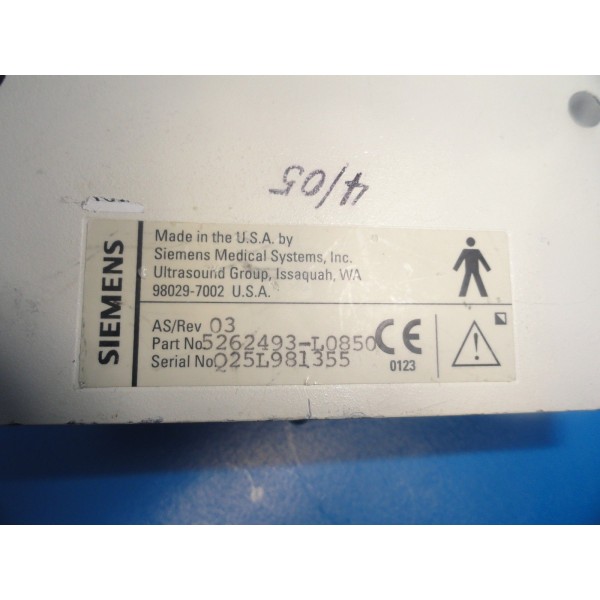 4/05
SIEMENS
Made in the U.S.A. by
Siemens Medical Systems, Inc.
Ultrasound Group, Issaquah, WA
98029-7002 U.S.A.
AS/Rev 03
Part No 5262493-L0850
Serial No Q25L981355
CE
0123